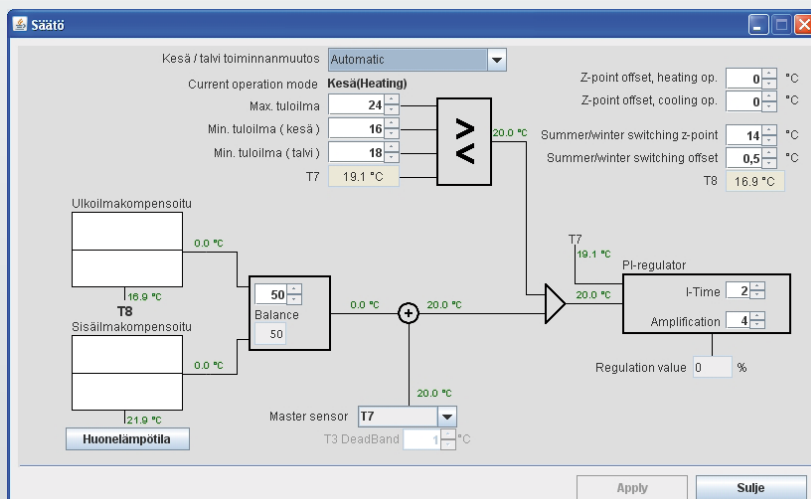 Säätö
Kesä / talvi toiminnanmuutos Automatic
Current operation mode Kesä(Heating)
Max. tuloilma 24
Min. tuloilma ( kesä ) 16
Min. tuloilma ( talvi ) 18
T7 19.1 °C
> <
20.0 °C
Z-point offset, heating op. 0 °C
Z-point offset, cooling op. 0 °C
Summer/winter switching z-point 14 °C
Summer/winter switching offset 0,5 °C
T8 16.9 °C
Ulkoilmakompensoitu
0.0 °C
16.9 °C
T8
Sisäilmakompensoitu
0.0 °C
21.9 °C
Huonelämpötila
50
Balance
50
0.0 °C
+
20.0 °C
20.0 °C
Master sensor T7
T3 DeadBand 1 °C
T7
19.1 °C
20.0 °C
PI-regulator
I-Time 2
Amplification 4
Regulation value 0 %
Apply
Sulje